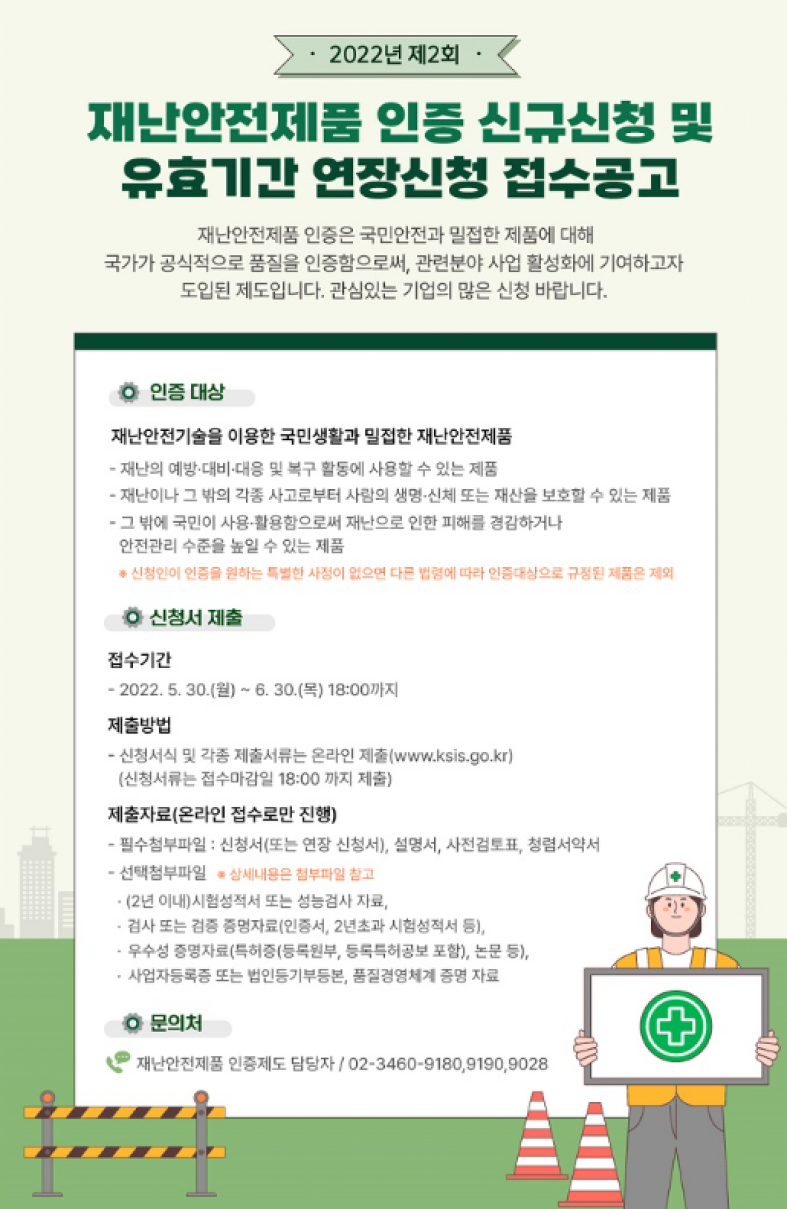 · 2022년 제2회 ·
재난안전제품 인증 신규신청 및
유효기간 연장신청 접수공고
재난안전제품 인증은 국민안전과 밀접한 제품에 대해
국가가 공식적으로 품질을 인증함으로써, 관련분야 사업 활성화에 기여하고자
도입된 제도입니다. 관심있는 기업의 많은 신청 바랍니다.
인증 대상
재난안전기술을 이용한 국민생활과 밀접한 재난안전제품
- 재난의 예방·대비·대응 및 복구 활동에 사용할 수 있는 제품
- 재난이나 그 밖의 각종 사고로부터 사람의 생명·신체 또는 재산을 보호할 수 있는 제품
- 그 밖에 국민이 사용·활용함으로써 재난으로 인한 피해를 경감하거나
안전관리 수준을 높일 수 있는 제품
※ 신청인이 인증을 원하는 특별한 사정이 없으면 다른 법령에 따라 인증대상으로 규정된 제품은 제외
신청서 제출
접수기간
- 2022. 5. 30.(월) ~ 6. 30.(목) 18:00까지
제출방법
- 신청서식 및 각종 제출서류는 온라인 제출(www.ksis.go.kr)
(신청서류는 접수마감일 18:00 까지 제출)
제출자료(온라인 접수로만 진행)
- 필수첨부파일 : 신청서(또는 연장 신청서), 설명서, 사전검토표, 청렴서약서
- 선택첨부파일 ※ 상세내용은 첨부파일 참고
· (2년 이내)시험성적서 또는 성능검사 자료,
· 검사 또는 검증 증명자료(인증서, 2년초과 시험성적서 등),
· 우수성 증명자료(특허증(등록원부, 등록특허공보 포함), 논문 등),
· 사업자등록증 또는 법인등기부등본, 품질경영체계 증명 자료
문의처
재난안전제품 인증제도 담당자 / 02-3460-9180,9190,9028